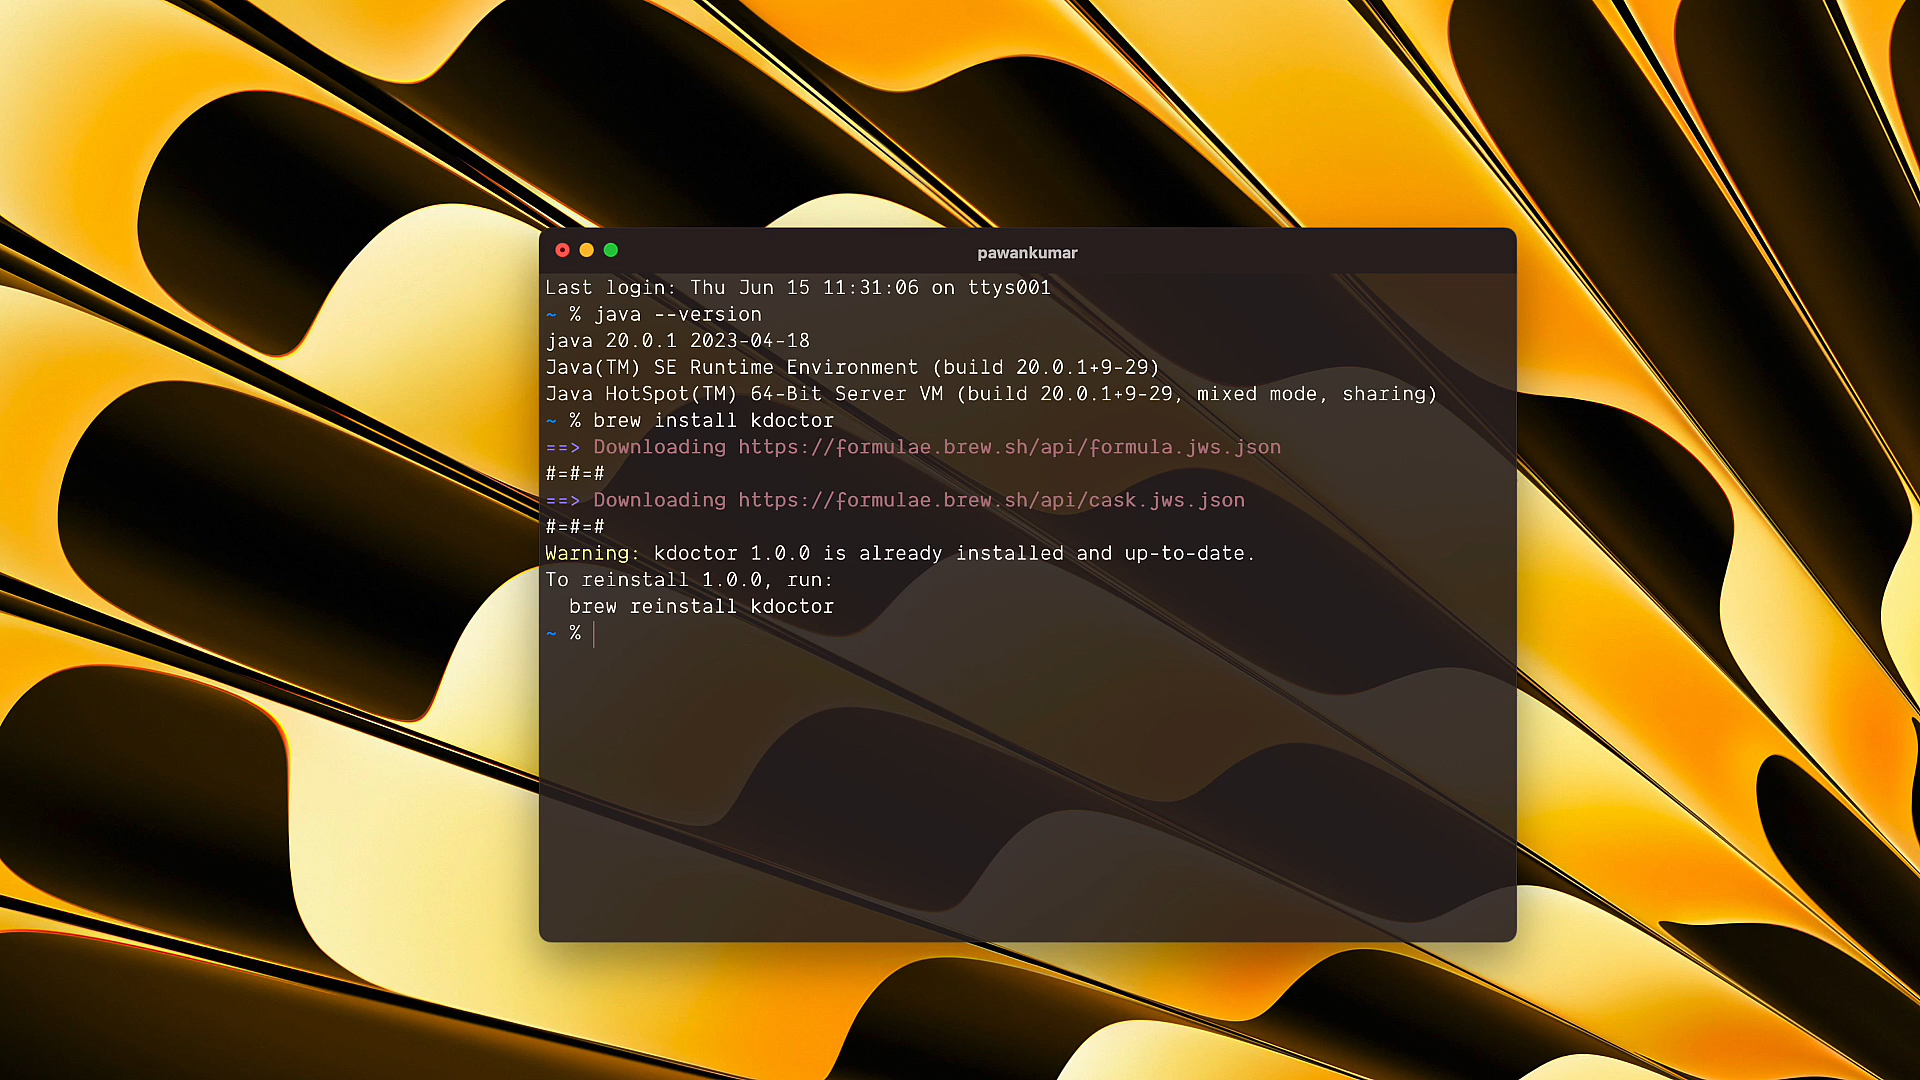 pawankumar
Last login: Thu Jun 15 11:31:06 on ttys001
~ % java --version
java 20.0.1 2023-04-18
Java(TM) SE Runtime Environment (build 20.0.1+9-29)
Java HotSpot(TM) 64-Bit Server VM (build 20.0.1+9-29, mixed mode, sharing)
~ % brew install kdoctor
==> Downloading https://formulae.brew.sh/api/formula.jws.json
#=#=#
==> Downloading https://formulae.brew.sh/api/cask.jws.json
#=#=#
Warning: kdoctor 1.0.0 is already installed and up-to-date.
To reinstall 1.0.0, run:
  brew reinstall kdoctor
~ %